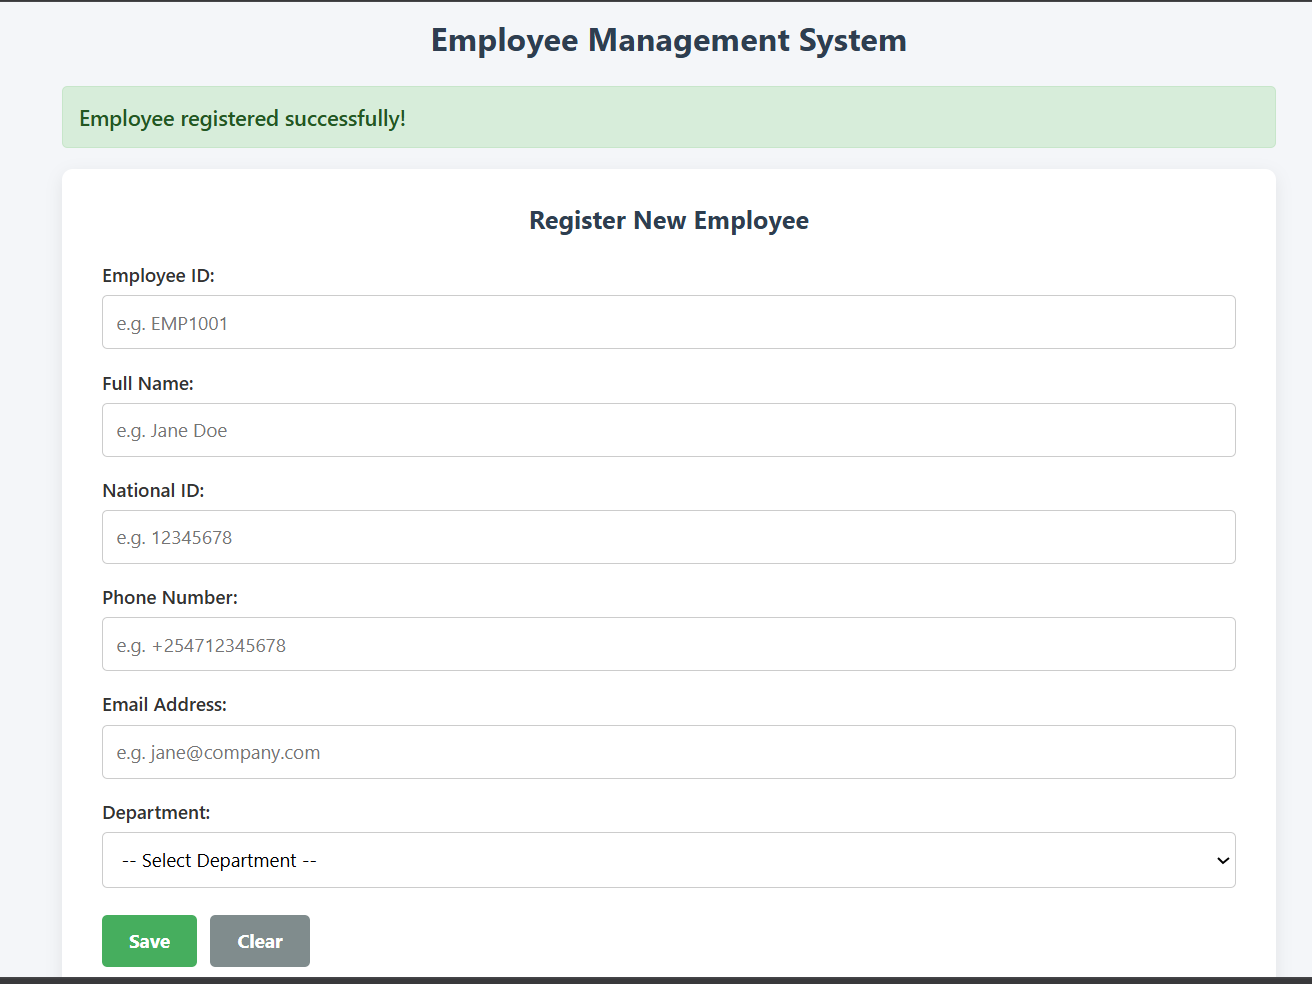 Employee Management System
Employee registered successfully!
Register New Employee
Employee ID:
e.g. EMP1001
Full Name:
e.g. Jane Doe
National ID:
e.g. 12345678
Phone Number:
e.g. +254712345678
Email Address:
e.g. jane@company.com
Department:
-- Select Department --
Save Clear